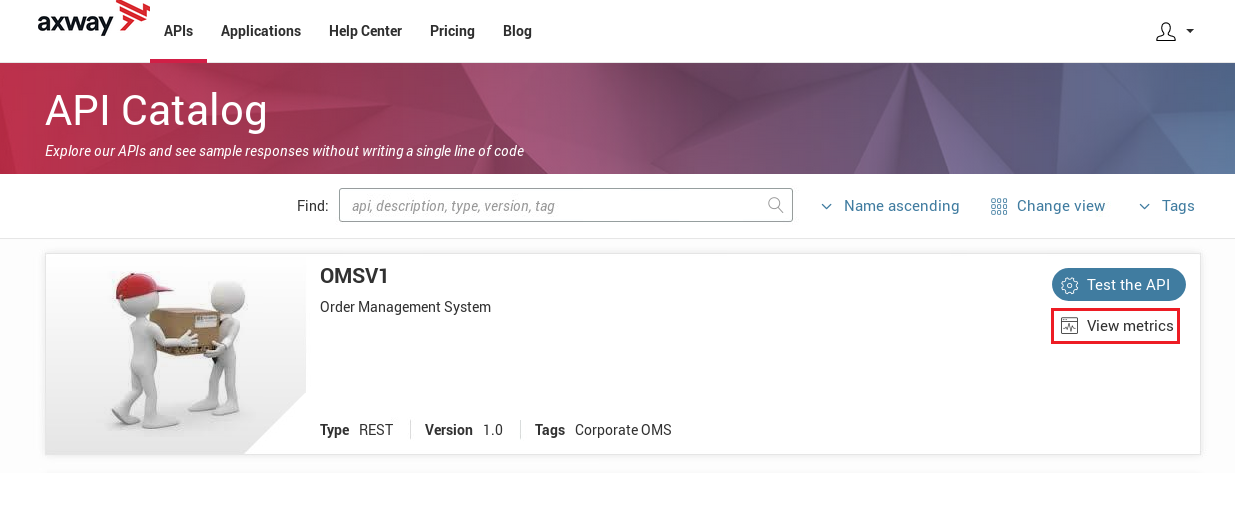 axway
APIs Applications Help Center Pricing Blog
API Catalog
Explore our APIs and see sample responses without writing a single line of code
Find: api, description, type, version, tag Name ascending Change view Tags
OMSV1
Test the API
Order Management System
View metrics
Type REST Version 1.0 Tags Corporate OMS